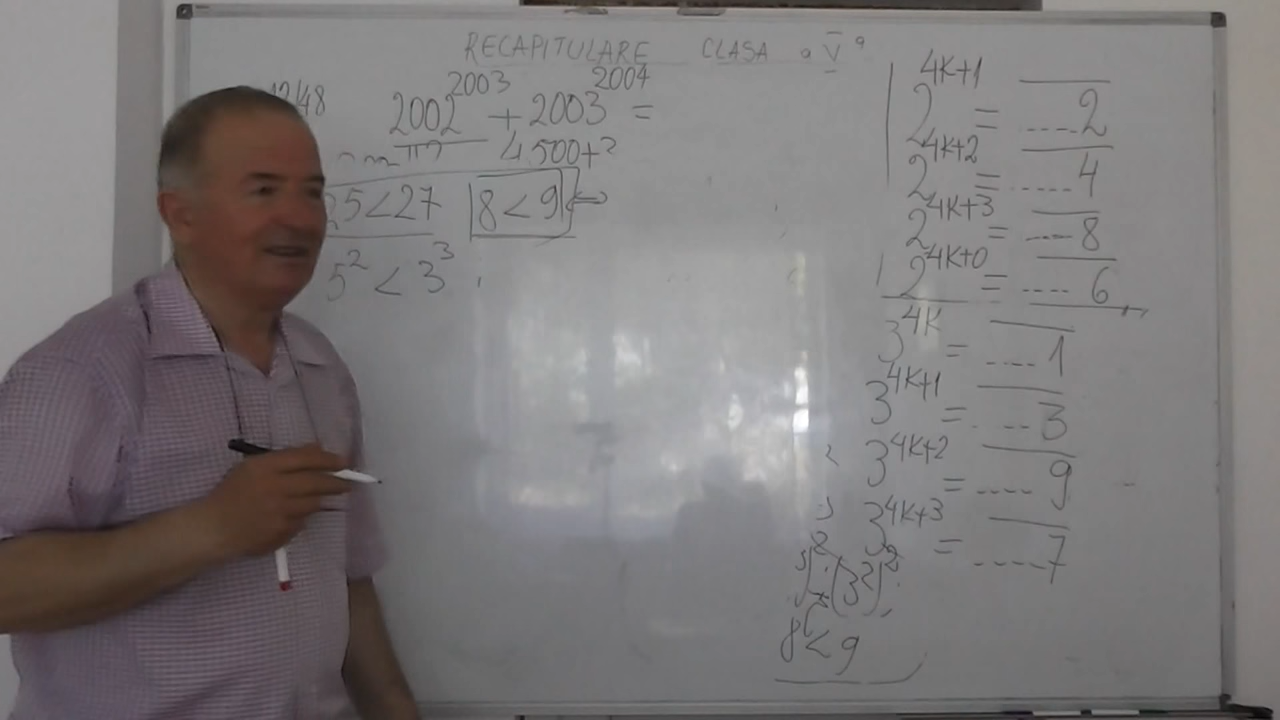 RECAPITULARE CLASA a V a
2002^2003 + 2003^2004 =
4 500+
5<27 8<9 <=>
5^2 < 3^3
2^4K+1 = ....2
2^4K+2 = .....4
2^4K+3 = ....8
2^4K+0 = ....6
3^4K = ....1
3^4K+1 = ....3
3^4K+2 = ....9
3^4K+3 = .....7
(3^2)
8 < 9